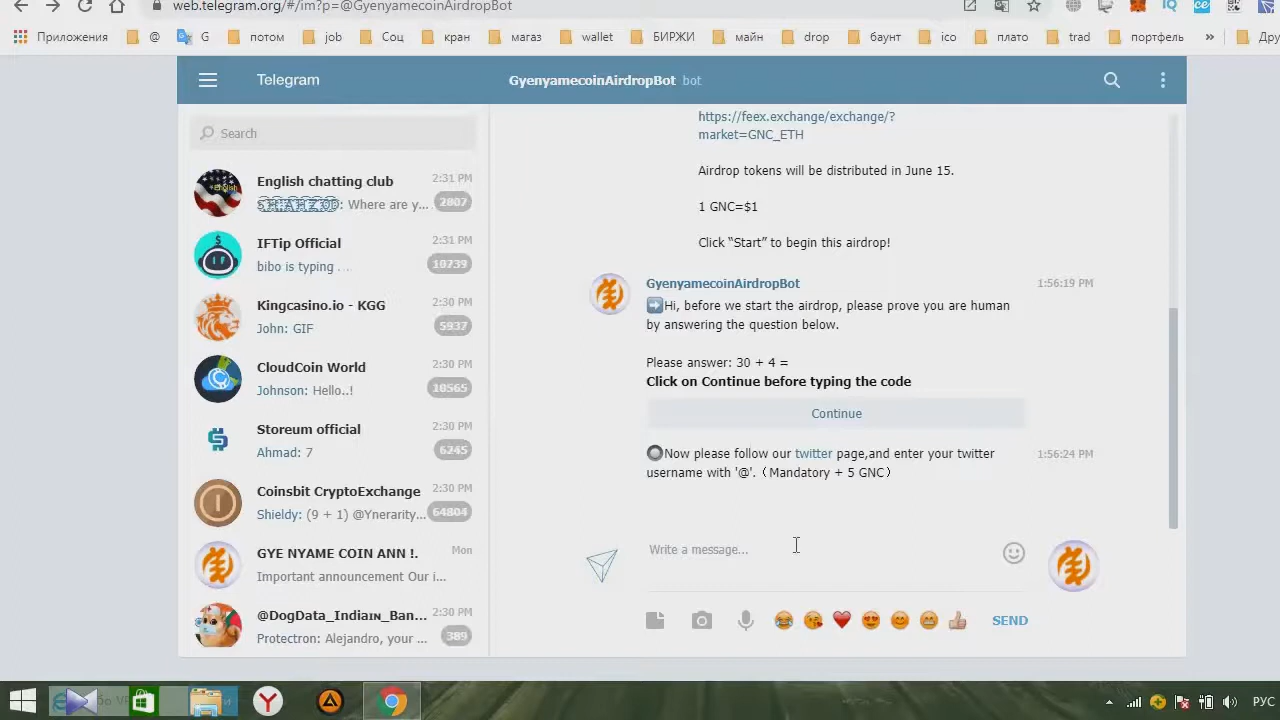 web.telegram.org/#/im?p=@GyenyamecoinAirdropBot
Приложения
@
G
потом
job
Соц
кран
магаз
wallet
БИРЖИ
майн
drop
баунт
ico
плато
trad
портфель
»
Дру
Telegram
GyenyamecoinAirdropBot bot
Search
English chatting club
2:31 PM
: Where are y...
2807
IFTip Official
2:31 PM
bibo is typing ...
10739
Kingcasino.io - KGG
2:30 PM
John: GIF
5937
CloudCoin World
2:30 PM
Johnson: Hello..!
10565
Storeum official
2:30 PM
Ahmad: 7
6245
Coinsbit CryptoExchange
2:30 PM
Shieldy: (9 + 1) @Ynerarity...
64804
GYE NYAME COIN ANN !.
Mon
Important announcement Our i...
@DogData_Indiaın_Ban...
2:30 PM
Protectron: Alejandro, your ...
389
https://feex.exchange/exchange/?
market=GNC_ETH
Airdrop tokens will be distributed in June 15.
1 GNC=$1
Click “Start” to begin this airdrop!
GyenyamecoinAirdropBot
1:56:19 PM
➡Hi, before we start the airdrop, please prove you are human
by answering the question below.
Please answer: 30 + 4 =
Click on Continue before typing the code
Continue
🔘Now please follow our twitter page,and enter your twitter
1:56:24 PM
username with '@'.（Mandatory + 5 GNC）
Write a message...
SEND
РУС